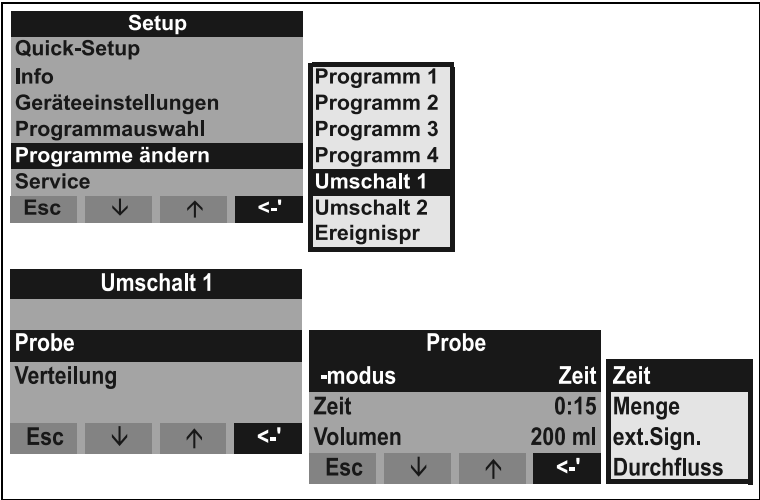 Setup
Quick-Setup
Info
Geräteeinstellungen
Programmauswahl
Programme ändern
Service
Esc ↓ ↑ <-'
Programm 1
Programm 2
Programm 3
Programm 4
Umschalt 1
Umschalt 2
Ereignispr
Umschalt 1
Probe
Verteilung
Esc ↓ ↑ <-'
Probe
-modus Zeit
Zeit 0:15
Volumen 200 ml
Esc ↓ ↑ <-'
Zeit
Menge
ext.Sign.
Durchfluss